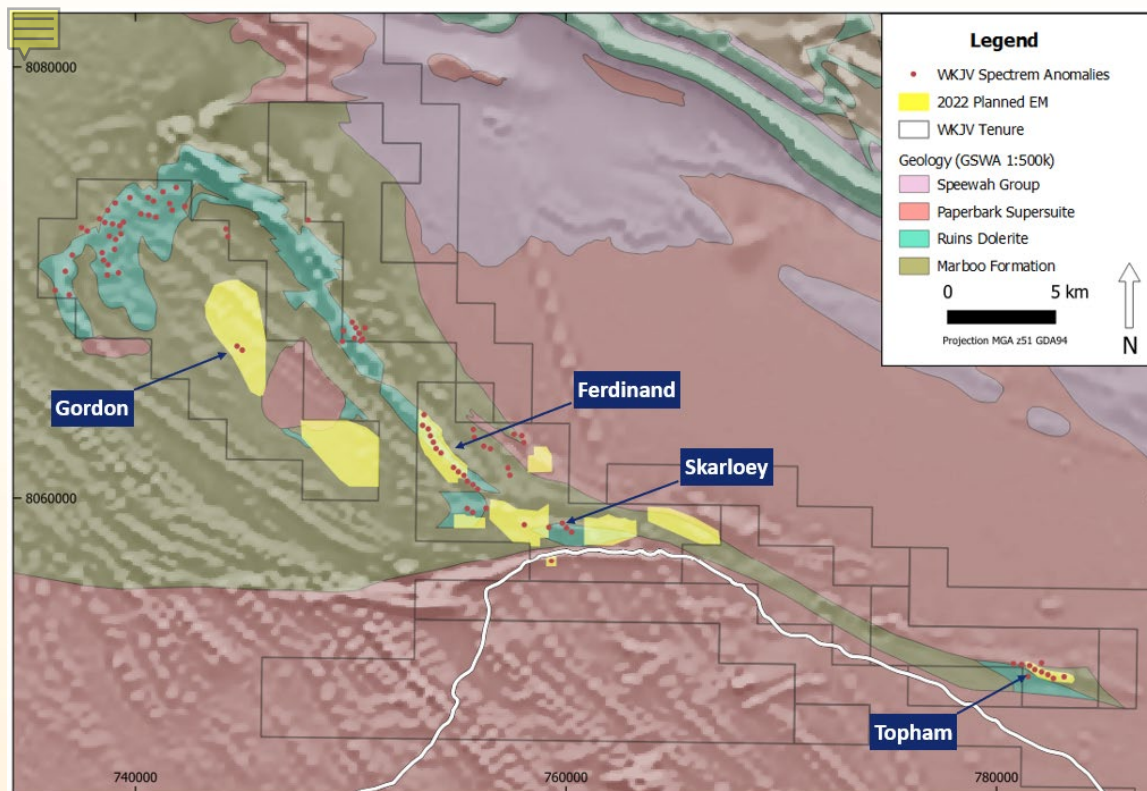 8080000
8060000
740000
760000
780000
Gordon
Ferdinand
Skarloey
Topham
Legend
WKJV Spectrem Anomalies
2022 Planned EM
WKJV Tenure
Geology (GSWA 1:500k)
Speewah Group
Paperbark Supersuite
Ruins Dolerite
Marboo Formation
0 5 km
Projection MGA z51 GDA94
N